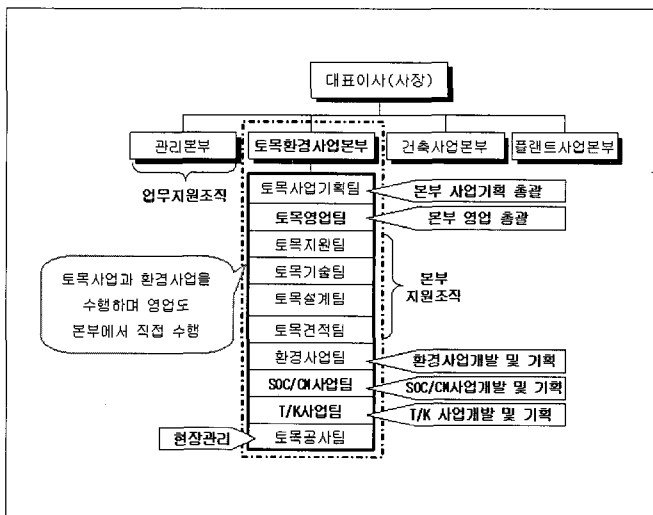 대표이사(사장)
관리본부
토목환경사업본부
건축사업본부
플랜트사업본부
업무지원조직
토목사업기획팀
본부 사업기획 총괄
토목영업팀
본부 영업 총괄
토목지원팀
토목기술팀
토목설계팀
토목견적팀
본부
지원조직
토목사업과 환경사업을
수행하며 영업도
본부에서 직접 수행
환경사업팀
환경사업개발 및 기획
SOC/CM사업팀
SOC/CM사업개발 및 기획
T/K사업팀
T/K 사업개발 및 기획
현장관리
토목공사팀